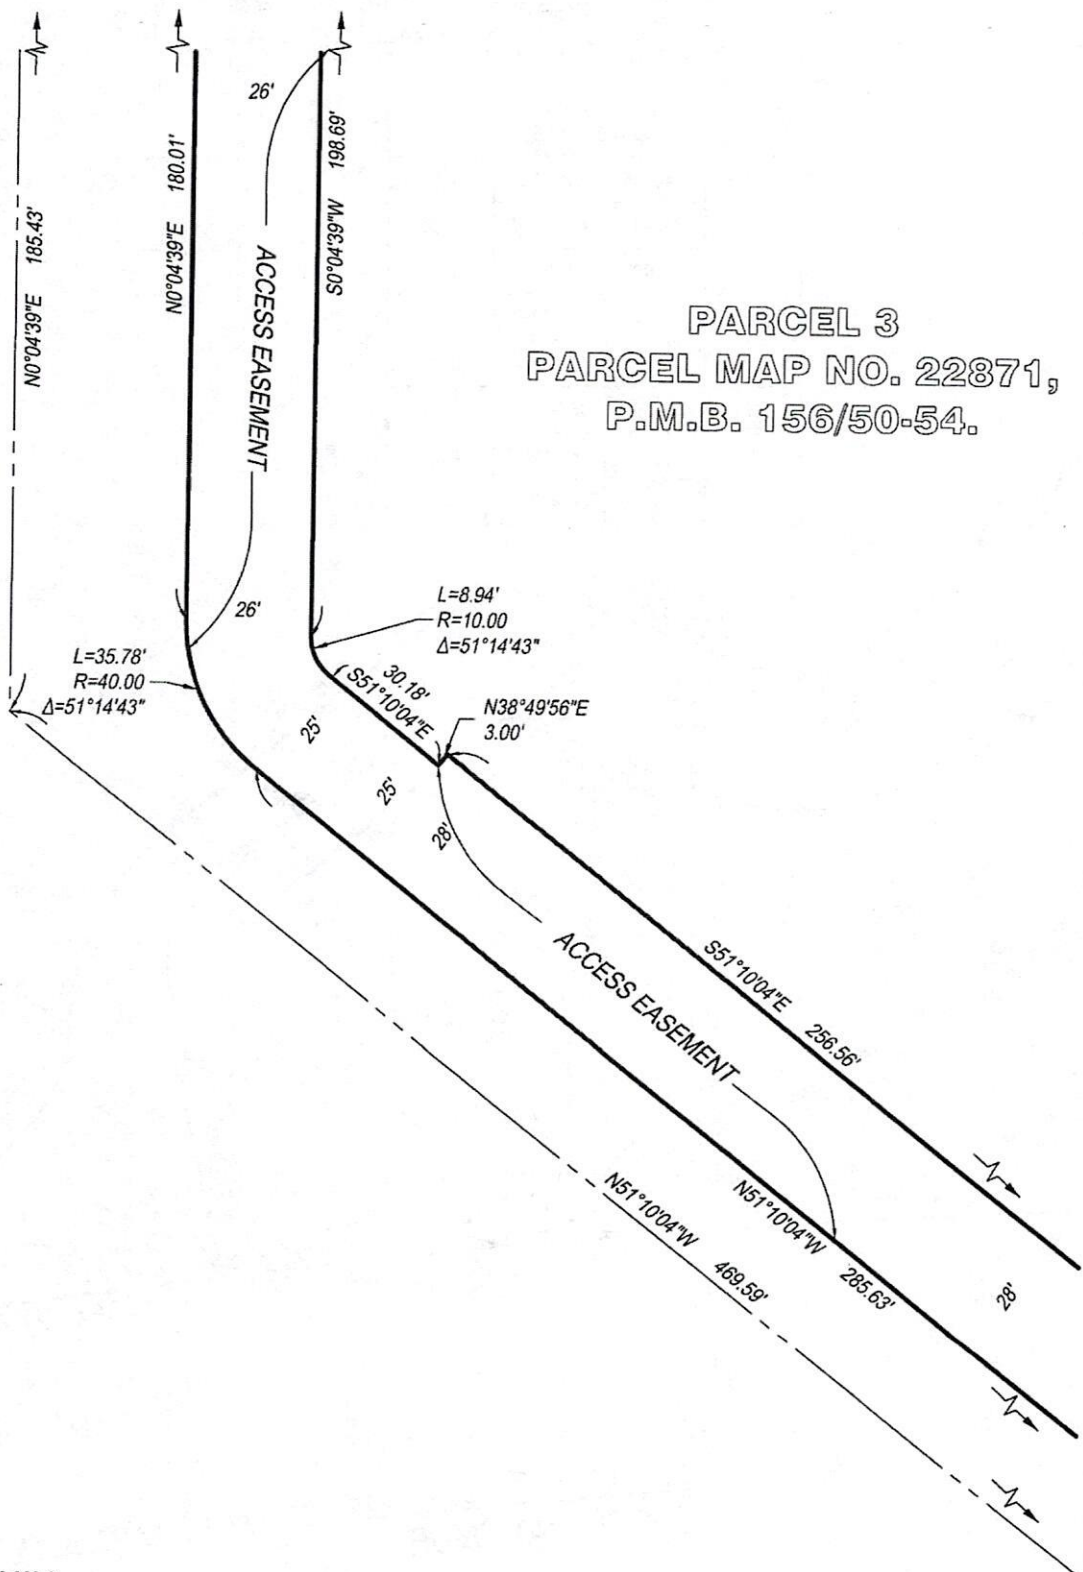 26'
N0°04'39"E 185.43'
N0°04'39"E 180.01'
S0°04'39"W 198.69'
ACCESS EASEMENT
PARCEL 3
PARCEL MAP NO. 22871,
P.M.B. 156/50-54.
26'
L=8.94'
R=10.00
Δ=51°14'43"
L=35.78'
R=40.00
Δ=51°14'43"
30.18'
S51°10'04"E
N38°49'56"E
3.00'
25'
25'
28'
ACCESS EASEMENT
S51°10'04"E 256.56'
N51°10'04"W 285.63'
N51°10'04"W 469.59'
28'